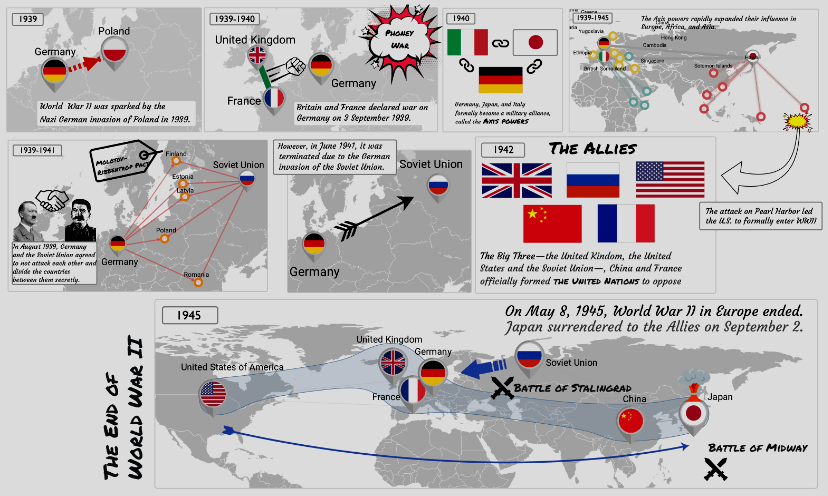 1939
Poland
Germany
World War II was sparked by the
Nazi German invasion of Poland in 1939.
1939-1940
United Kingdom
Phoney
War
Germany
France
Britain and France declared war on
Germany on 3 September 1939.
1940
Germany, Japan, and Italy
formally became a military alliance,
called the Axis powers
1939-1945
The Axis powers rapidly expanded their influence in
Europe, Africa, and Asia.
Yugoslavia
Hong Kong
Cambodia
Ethiopia
Singapore
British Somaliland
Solomon Islands
1939-1941
Molotov-
Ribbentrop Pact
Finland
Soviet Union
Estonia
Latvia
Poland
Germany
Romania
In August 1939, Germany
and the Soviet Union agreed
to not attack each other and
divide the countries
between them secretly.
However, in June 1941, it was
terminated due to the German
invasion of the Soviet Union.
Soviet Union
Germany
1942
The Allies
The Big Three—the United Kindom, the United
States and the Soviet Union—, China and France
officially formed the United Nations to oppose
The attack on Pearl Harbor led
the U.S. to formally enter WWII
The End of
World War II
1945
On May 8, 1945, World War II in Europe ended.
Japan surrendered to the Allies on September 2.
United Kingdom
Germany
United States of America
Soviet Union
France
Battle of Stalingrad
China
Japan
Battle of Midway